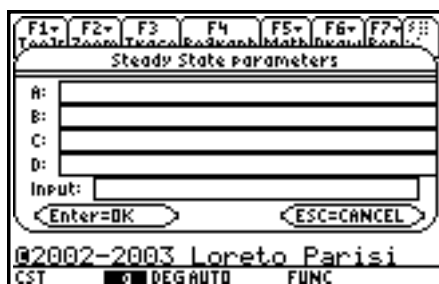 F1 F2 F3 F4 F5 F6 F7
Steady State parameters
A:
B:
C:
D:
Input:
Enter=OK ESC=CANCEL
@2002-2003 Loreto Parisi
CST DEG AUTO FUNC